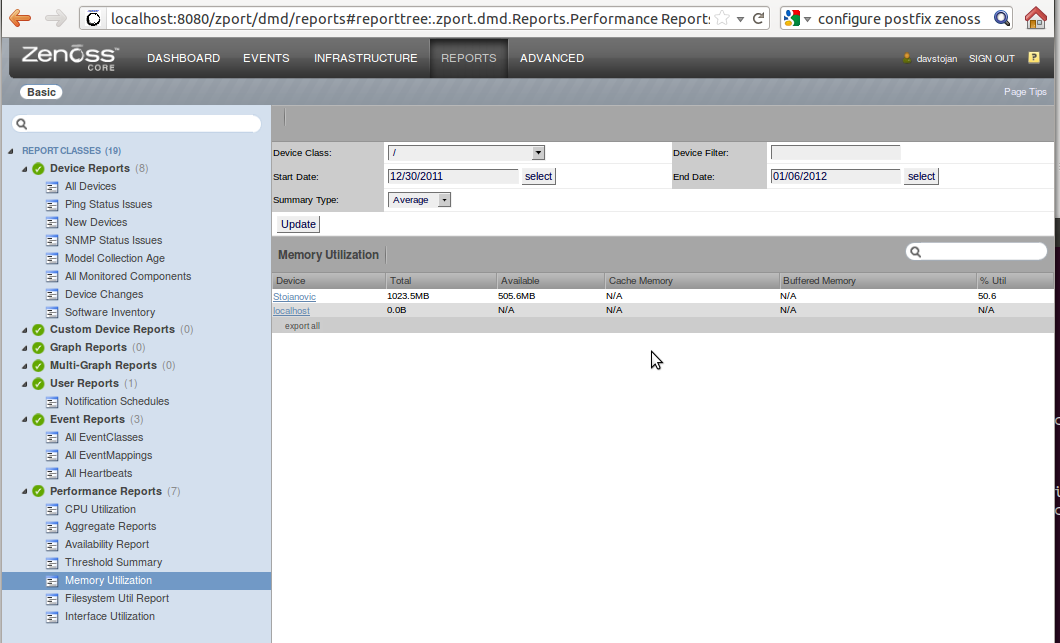 localhost:8080/zport/dmd/reports#reporttree:.zport.dmd.Reports.Performance Reports
configure postfix zenoss
Zenoss™
CORE
DASHBOARD EVENTS INFRASTRUCTURE REPORTS ADVANCED
davstojan SIGN OUT ?
Basic
Page Tips
REPORT CLASSES (19)
Device Reports (8)
All Devices
Ping Status Issues
New Devices
SNMP Status Issues
Model Collection Age
All Monitored Components
Device Changes
Software Inventory
Custom Device Reports (0)
Graph Reports (0)
Multi-Graph Reports (0)
User Reports (1)
Notification Schedules
Event Reports (3)
All EventClasses
All EventMappings
All Heartbeats
Performance Reports (7)
CPU Utilization
Aggregate Reports
Availability Report
Threshold Summary
Memory Utilization
Filesystem Util Report
Interface Utilization
Device Class: / Device Filter:
Start Date: 12/30/2011 select End Date: 01/06/2012 select
Summary Type: Average
Update
Memory Utilization
Device Total Available Cache Memory Buffered Memory % Util
Stojanovic 1023.5MB 505.6MB N/A N/A 50.6
localhost 0.0B N/A N/A N/A N/A
export all